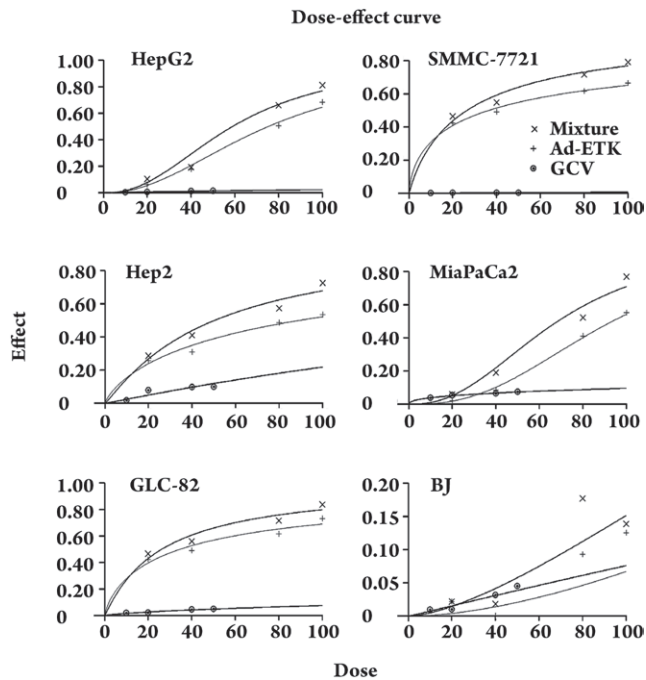 Dose-effect curve
HepG2
1.00
0.80
0.60
0.40
0.20
0
0 20 40 60 80 100
SMMC-7721
0.80
0.60
0.40
0.20
0
0 20 40 60 80 100
× Mixture
+ Ad-ETK
GCV
Effect
Hep2
0.80
0.60
0.40
0.20
0
0 20 40 60 80 100
MiaPaCa2
0.80
0.60
0.40
0.20
0
0 20 40 60 80 100
GLC-82
1.00
0.80
0.60
0.40
0.20
0
0 20 40 60 80 100
BJ
0.20
0.15
0.10
0.05
0
0 20 40 60 80 100
Dose